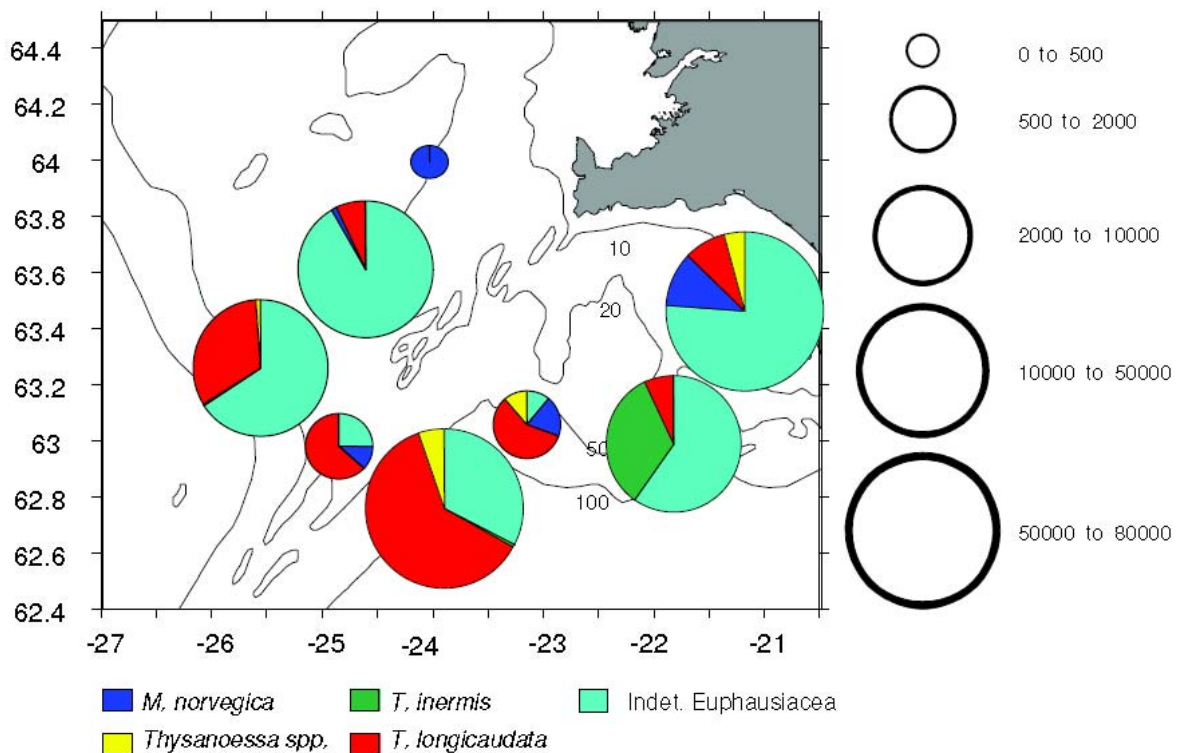 64.4
64.2
64
63.8
63.6
63.4
63.2
63
62.8
62.6
62.4
-27 -26 -25 -24 -23 -22 -21
10
20
50
100
0 to 500
500 to 2000
2000 to 10000
10000 to 50000
50000 to 80000
M. norvegica T. inermis Indet. Euphausiacea
Thysanoessa spp. T. longicaudata